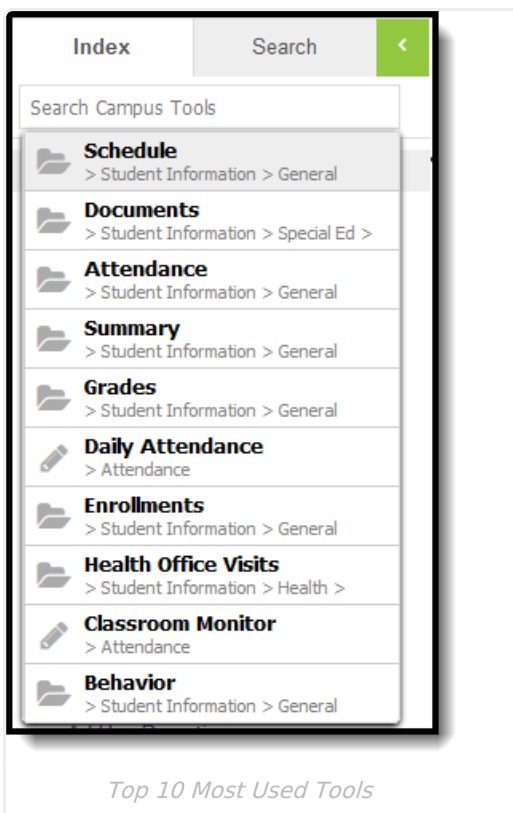 Index Search
Search Campus Tools
Schedule
> Student Information > General
Documents
> Student Information > Special Ed >
Attendance
> Student Information > General
Summary
> Student Information > General
Grades
> Student Information > General
Daily Attendance
> Attendance
Enrollments
> Student Information > General
Health Office Visits
> Student Information > Health >
Classroom Monitor
> Attendance
Behavior
> Student Information > General
Top 10 Most Used Tools